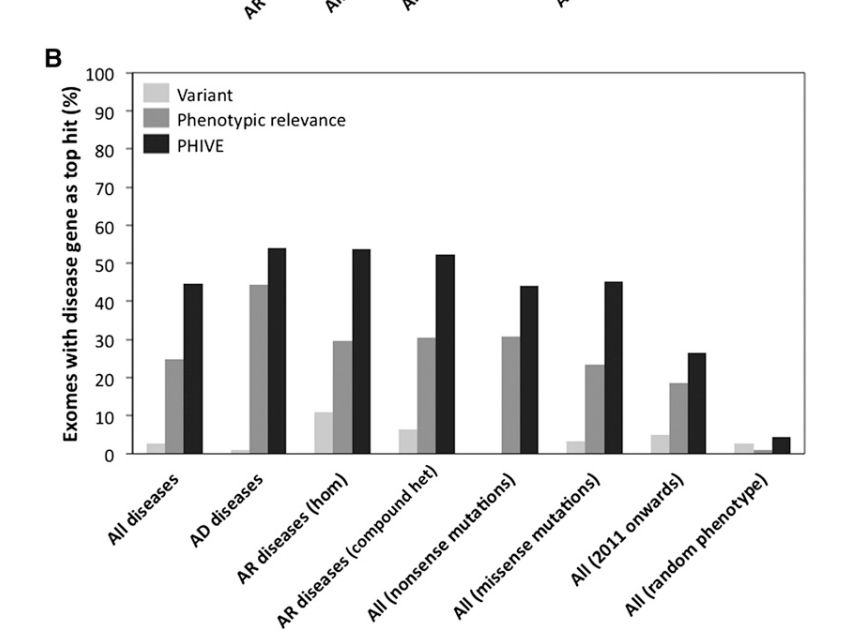 B
Exomes with disease gene as top hit (%)
100
90
80
70
60
50
40
30
20
10
0
Variant
Phenotypic relevance
PHIVE
All diseases
AD diseases
AR diseases (hom)
AR diseases (compound het)
All (nonsense mutations)
All (missense mutations)
All (2011 onwards)
All (random phenotype)